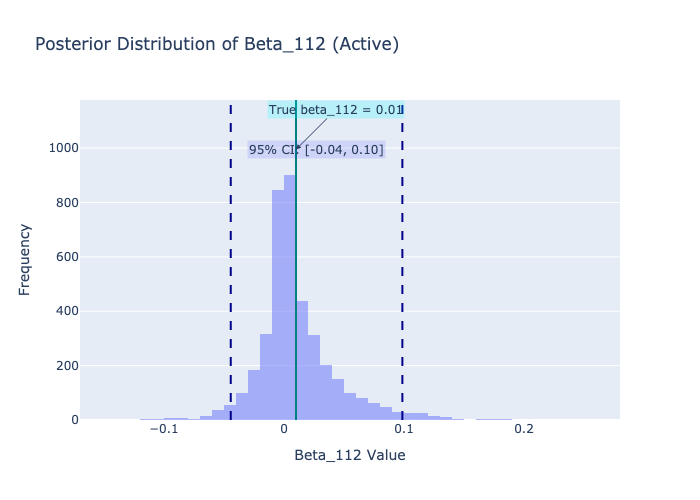 Posterior Distribution of Beta_112 (Active)
True beta_112 = 0.01
95% CI: [-0.04, 0.10]
1000
800
600
400
200
0
Frequency
−0.1
0
0.1
0.2
Beta_112 Value